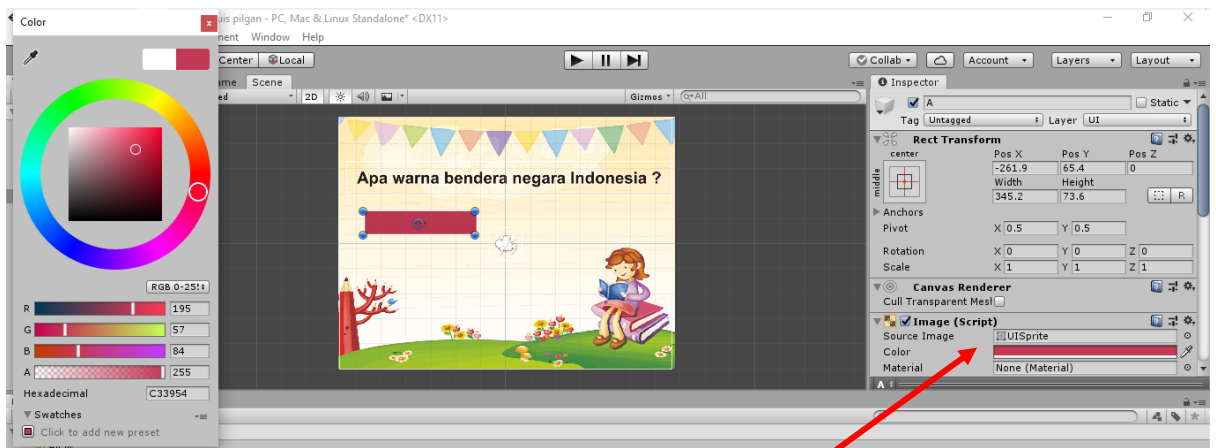 Color
uis pilgan - PC, Mac & Linux Standalone* <DX11>
nent Window Help
Center Local
Collab
Account
Layers
Layout
me Scene
ed 2D
Gizmos
All
Inspector
A
Static
Tag Untagged Layer UI
Rect Transform
center
middle
Pos X Pos Y Pos Z
-261.9 65.4 0
Width Height
345.2 73.6
R
Anchors
Pivot X 0.5 Y 0.5
Rotation X 0 Y 0 Z 0
Scale X 1 Y 1 Z 1
Canvas Renderer
Cull Transparent Mesh
Image (Script)
Source Image UISprite
Color
Material None (Material)
A
Apa warna bendera negara Indonesia ?
RGB 0-255
R 195
G 57
B 84
A 255
Hexadecimal C33954
Swatches
Click to add new preset